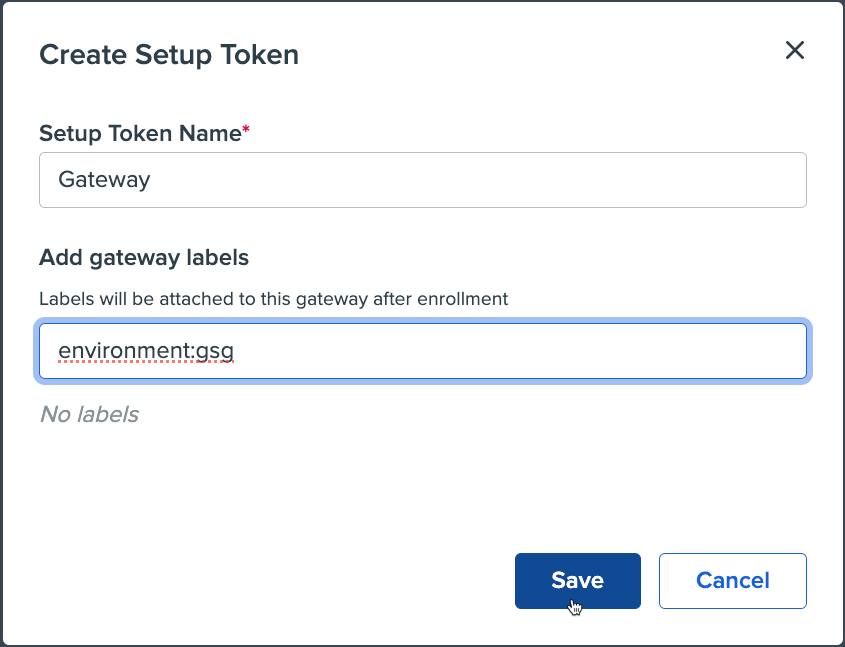 Create Setup Token
Setup Token Name*
Gateway
Add gateway labels
Labels will be attached to this gateway after enrollment
environment:gsg
No labels
Save Cancel